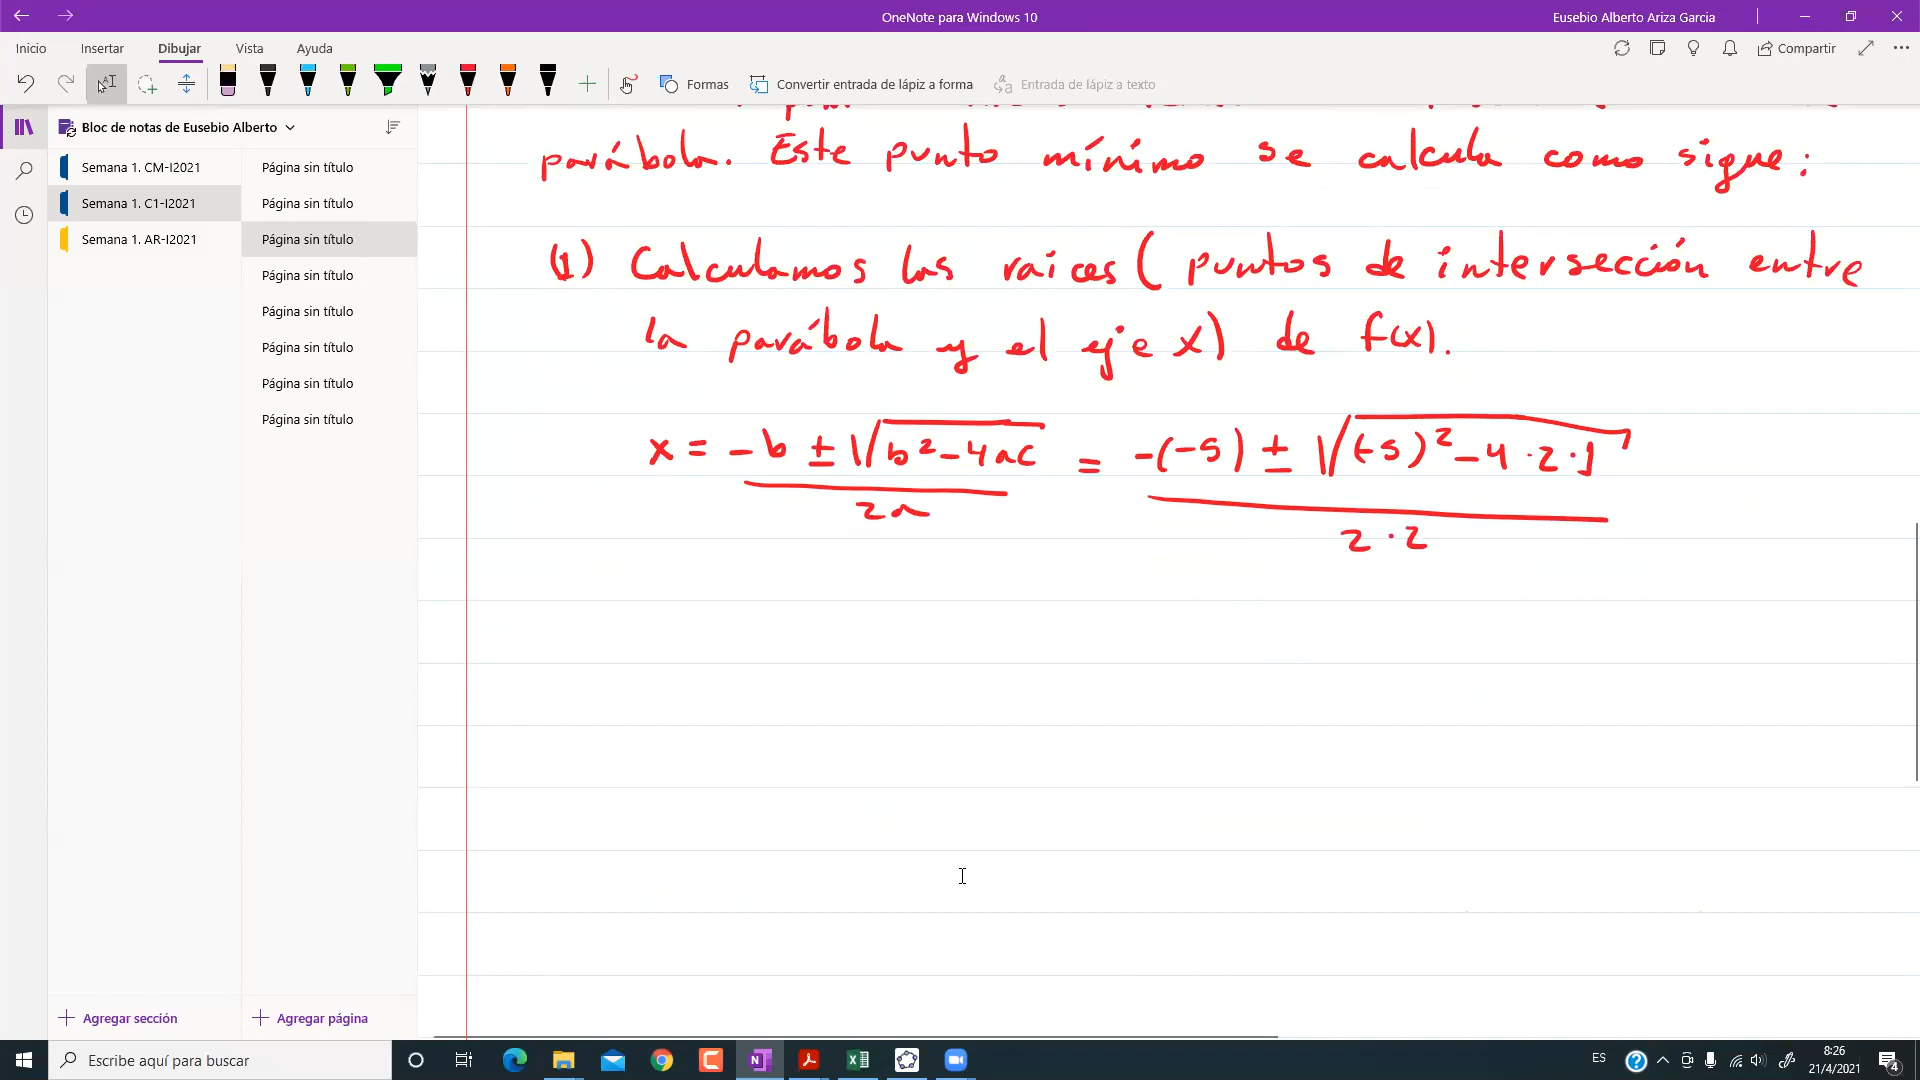 OneNote para Windows 10
Eusebio Alberto Ariza Garcia
Inicio Insertar Dibujar Vista Ayuda
Compartir
Formas
Convertir entrada de lápiz a forma
Entrada de lápiz a texto
Bloc de notas de Eusebio Alberto
Semana 1. CM-I2021
Semana 1. C1-I2021
Semana 1. AR-I2021
Página sin título
Página sin título
Página sin título
Página sin título
Página sin título
Página sin título
Página sin título
Página sin título
parábola. Este punto mínimo se calcula como sigue:
(1) Calculamos las raices (puntos de intersección entre
la parábola y el eje x) de f(x).
x = (-b ± √(b² - 4ac)) / 2a = (-(-5) ± √((-5)² - 4 · 2 · 1)) / 2 · 2
Agregar sección
Agregar página
Escribe aquí para buscar
ES
8:26
21/4/2021
4